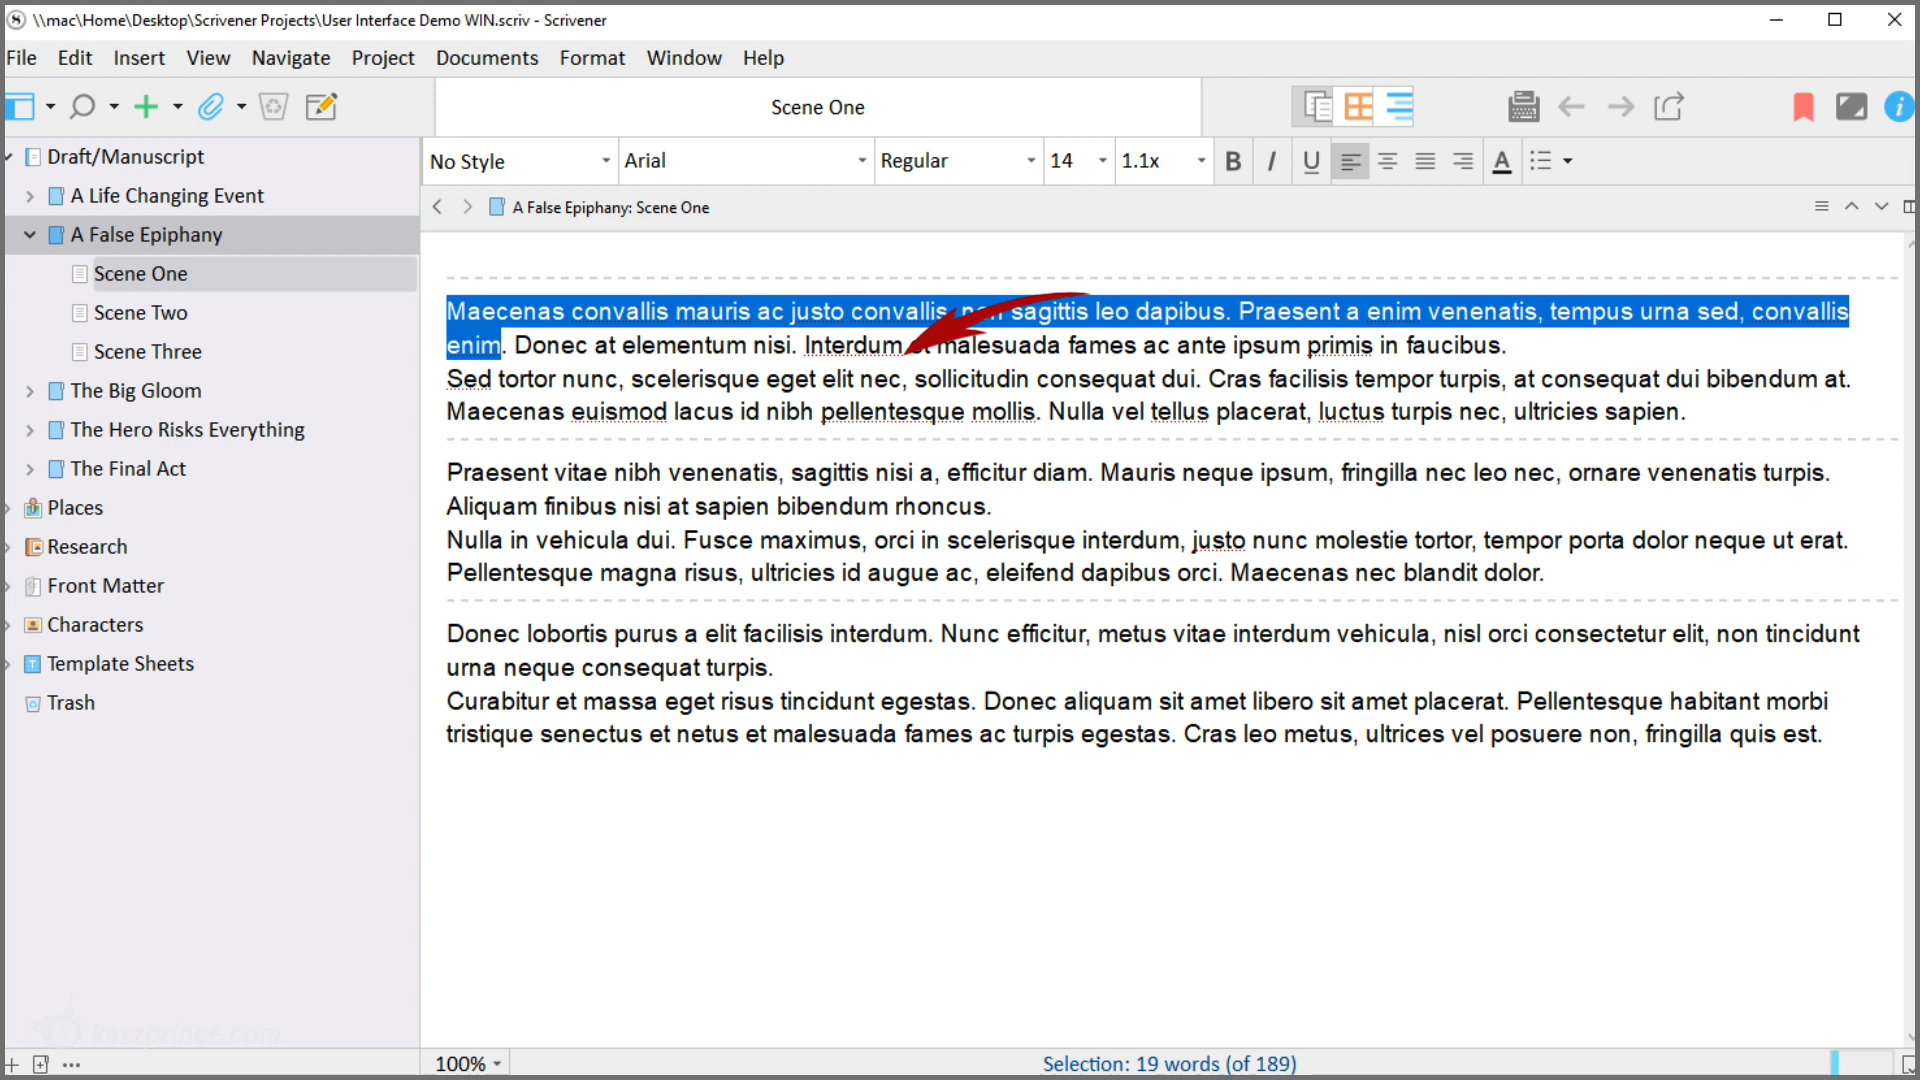 \\mac\Home\Desktop\Scrivener Projects\User Interface Demo WIN.scriv - Scrivener
File Edit Insert View Navigate Project Documents Format Window Help
Scene One
No Style Arial Regular 14 1.1x B I U A
A False Epiphany: Scene One
Draft/Manuscript
A Life Changing Event
A False Epiphany
Scene One
Scene Two
Scene Three
The Big Gloom
The Hero Risks Everything
The Final Act
Places
Research
Front Matter
Characters
Template Sheets
Trash
Maecenas convallis mauris ac justo convallis, non sagittis leo dapibus. Praesent a enim venenatis, tempus urna sed, convallis
enim. Donec at elementum nisi. Interdum et malesuada fames ac ante ipsum primis in faucibus.
Sed tortor nunc, scelerisque eget elit nec, sollicitudin consequat dui. Cras facilisis tempor turpis, at consequat dui bibendum at.
Maecenas euismod lacus id nibh pellentesque mollis. Nulla vel tellus placerat, luctus turpis nec, ultricies sapien.
Praesent vitae nibh venenatis, sagittis nisi a, efficitur diam. Mauris neque ipsum, fringilla nec leo nec, ornare venenatis turpis.
Aliquam finibus nisi at sapien bibendum rhoncus.
Nulla in vehicula dui. Fusce maximus, orci in scelerisque interdum, justo nunc molestie tortor, tempor porta dolor neque ut erat.
Pellentesque magna risus, ultricies id augue ac, eleifend dapibus orci. Maecenas nec blandit dolor.
Donec lobortis purus a elit facilisis interdum. Nunc efficitur, metus vitae interdum vehicula, nisl orci consectetur elit, non tincidunt
urna neque consequat turpis.
Curabitur et massa eget risus tincidunt egestas. Donec aliquam sit amet libero sit amet placerat. Pellentesque habitant morbi
tristique senectus et netus et malesuada fames ac turpis egestas. Cras leo metus, ultrices vel posuere non, fringilla quis est.
kazzprince.com
100%
Selection: 19 words (of 189)